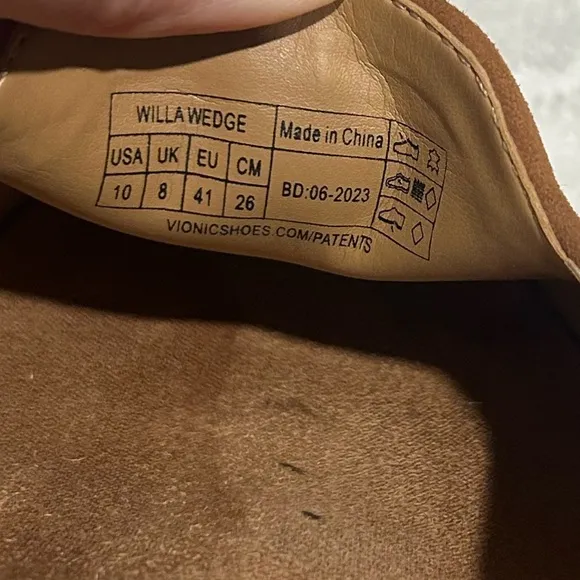 WILLA WEDGE
Made in China
USA UK EU CM
10 8 41 26
BD:06-2023
VIONICSHOES.COM/PATENTS